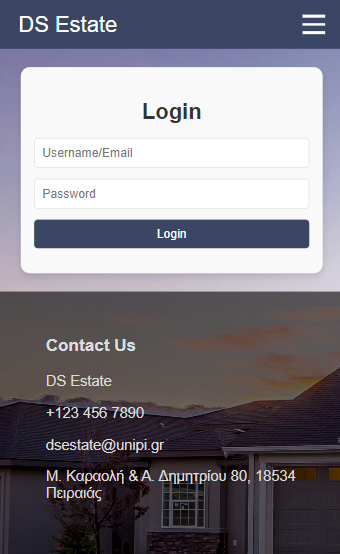 DS Estate
Login
Username/Email
Password
Login
Contact Us
DS Estate
+123 456 7890
dsestate@unipi.gr
Μ. Καραολή & Α. Δημητρίου 80, 18534
Πειραιάς